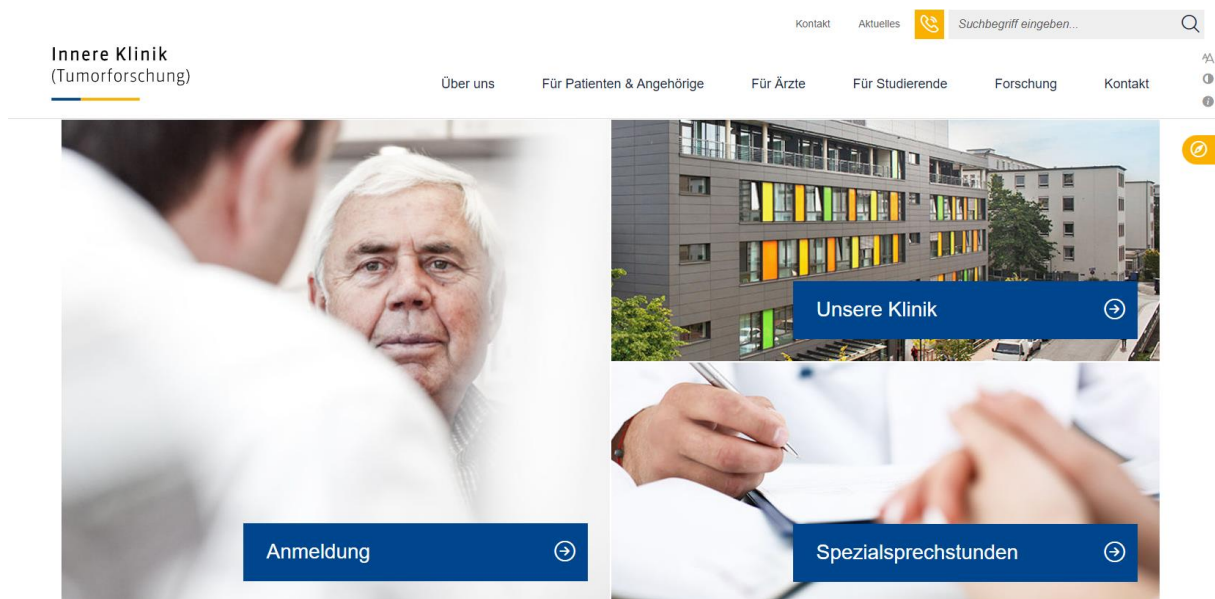 Kontakt Aktuelles Suchbegriff eingeben...
Innere Klinik
(Tumorforschung)
Über uns Für Patienten & Angehörige Für Ärzte Für Studierende Forschung Kontakt
Unsere Klinik
Anmeldung
Spezialsprechstunden